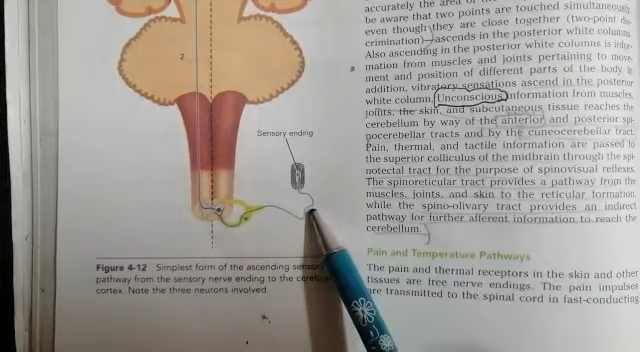 2
Sensory ending
Figure 4-12 Simplest form of the ascending sensory
pathway from the sensory nerve ending to the cerebral
cortex. Note the three neurons involved.
accurately the area of
be aware that two points are touched simultaneously,
even though they are close together (two-point dis-
crimination)—ascends in the posterior white columns.
Also ascending in the posterior white columns is infor-
mation from muscles and joints pertaining to move-
ment and position of different parts of the body. In
addition, vibratory sensations ascend in the posterior
white column. Unconscious information from muscles,
joints, the skin, and subcutaneous tissue reaches the
cerebellum by way of the anterior and posterior spi-
nocerebellar tracts and by the cuneocerebellar tract.
Pain, thermal, and tactile information are passed to
the superior colliculus of the midbrain through the spi-
notectal tract for the purpose of spinovisual reflexes.
The spinoreticular tract provides a pathway from the
muscles, joints, and skin to the reticular formation,
while the spino-olivary tract provides an indirect
pathway for further afferent information to reach the
cerebellum.
Pain and Temperature Pathways
The pain and thermal receptors in the skin and other
tissues are free nerve endings. The pain impulses
are transmitted to the spinal cord in fast-conducting